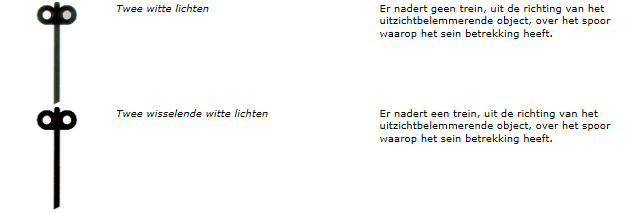 Twee witte lichten
Er nadert geen trein, uit de richting van het
uitzichtbelemmerende object, over het spoor
waarop het sein betrekking heeft.
Twee wisselende witte lichten
Er nadert een trein, uit de richting van het
uitzichtbelemmerende object, over het spoor
waarop het sein betrekking heeft.